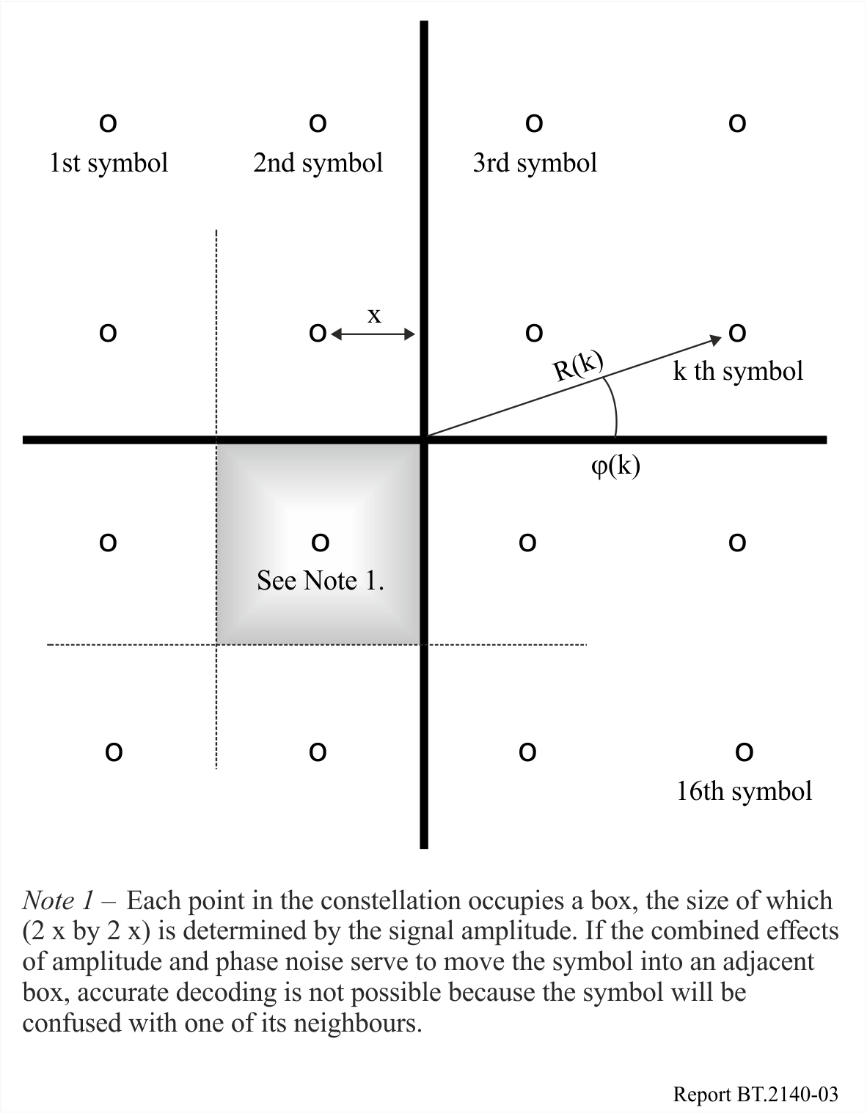 1st symbol
2nd symbol
3rd symbol
x
R(k)
k th symbol
φ(k)
See Note 1.
16th symbol
Note 1 – Each point in the constellation occupies a box, the size of which
(2 x by 2 x) is determined by the signal amplitude. If the combined effects
of amplitude and phase noise serve to move the symbol into an adjacent
box, accurate decoding is not possible because the symbol will be
confused with one of its neighbours.
Report BT.2140-03